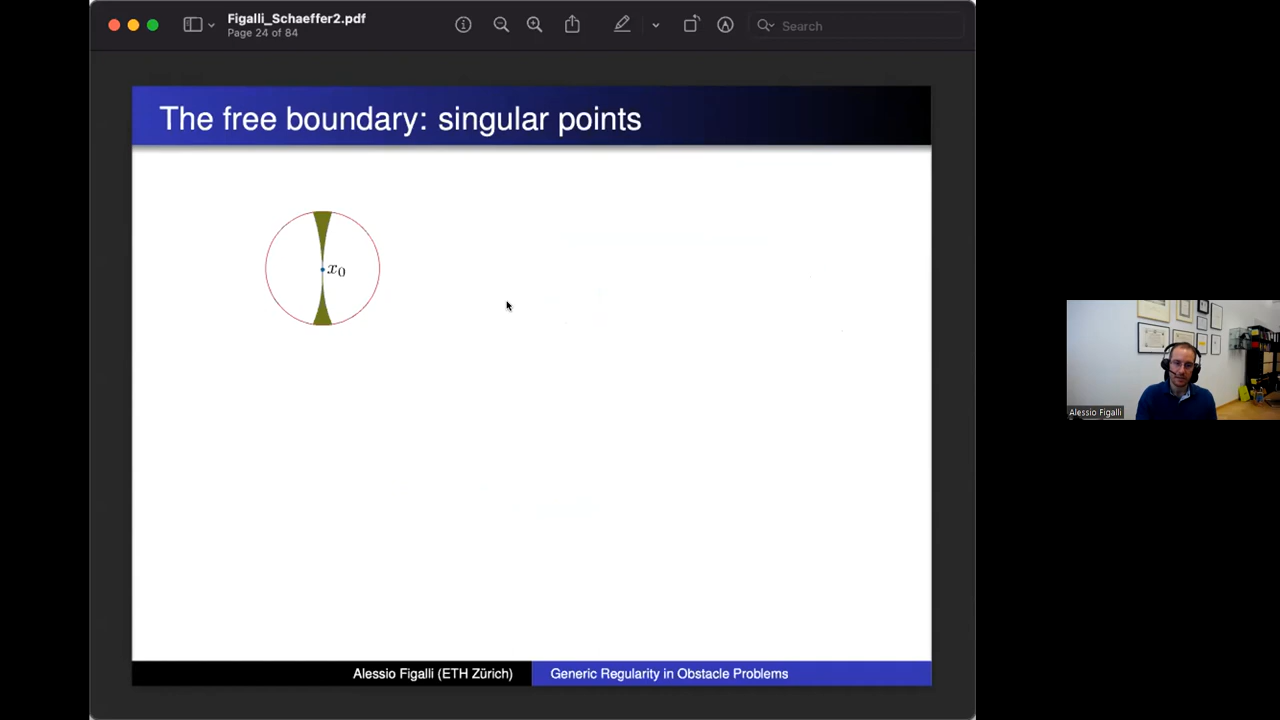 Figalli_Schaeffer2.pdf
Page 24 of 84
Search
The free boundary: singular points
x₀
Alessio Figalli
Alessio Figalli (ETH Zürich)
Generic Regularity in Obstacle Problems